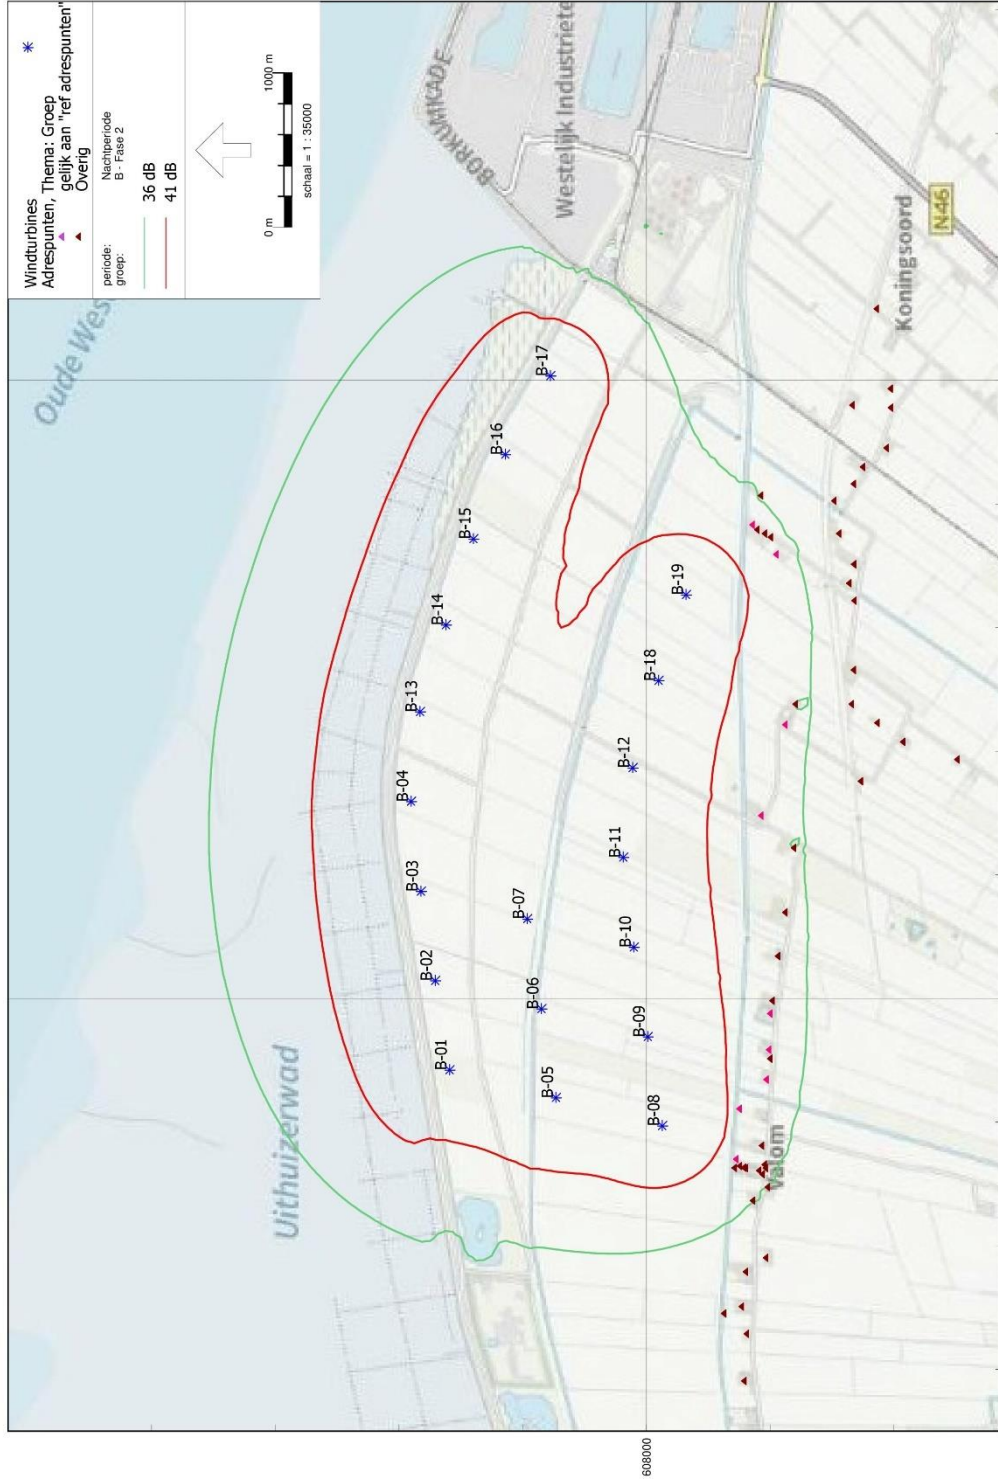 Windturbines
Adrespunten, Thema: Groep
gelijk aan "ref adrespunten"
Overig
periode: Nachtperiode
groep: B - Fase 2
36 dB
41 dB
0 m 1000 m
schaal = 1 : 35000
Oude Wes
BORKUMKADE
Westelijk Industriete
Uithuizerwad
Koningsoord
N46
Valom
B-01
B-02
B-03
B-04
B-13
B-14
B-15
B-16
B-17
B-05
B-06
B-07
B-08
B-09
B-10
B-11
B-12
B-18
B-19
608000